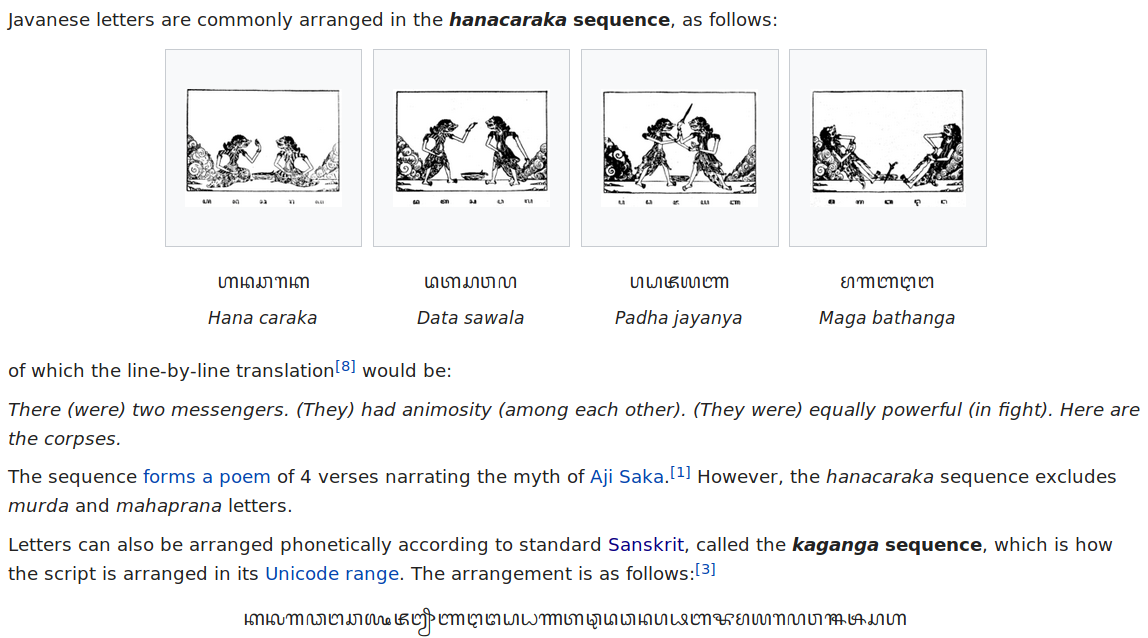 Javanese letters are commonly arranged in the hanacaraka sequence, as follows:
ꦲꦤꦕꦫꦏ
Hana caraka
ꦢꦠꦱꦮꦭ
Data sawala
ꦥꦝꦗꦪꦚ
Padha jayanya
ꦩꦒꦧꦛꦔ
Maga bathanga
of which the line-by-line translation[8] would be:
There (were) two messengers. (They) had animosity (among each other). (They were) equally powerful (in fight). Here are
the corpses.
The sequence forms a poem of 4 verses narrating the myth of Aji Saka.[1] However, the hanacaraka sequence excludes
murda and mahaprana letters.
Letters can also be arranged phonetically according to standard Sanskrit, called the kaganga sequence, which is how
the script is arranged in its Unicode range. The arrangement is as follows:[3]
ꦏꦑꦒꦓꦔꦕꦖꦗꦙꦚꦛꦜꦝꦞꦟꦠꦡꦢꦣꦤꦥꦦꦧꦨꦩꦪꦫꦭꦮꦯꦰꦱꦲ